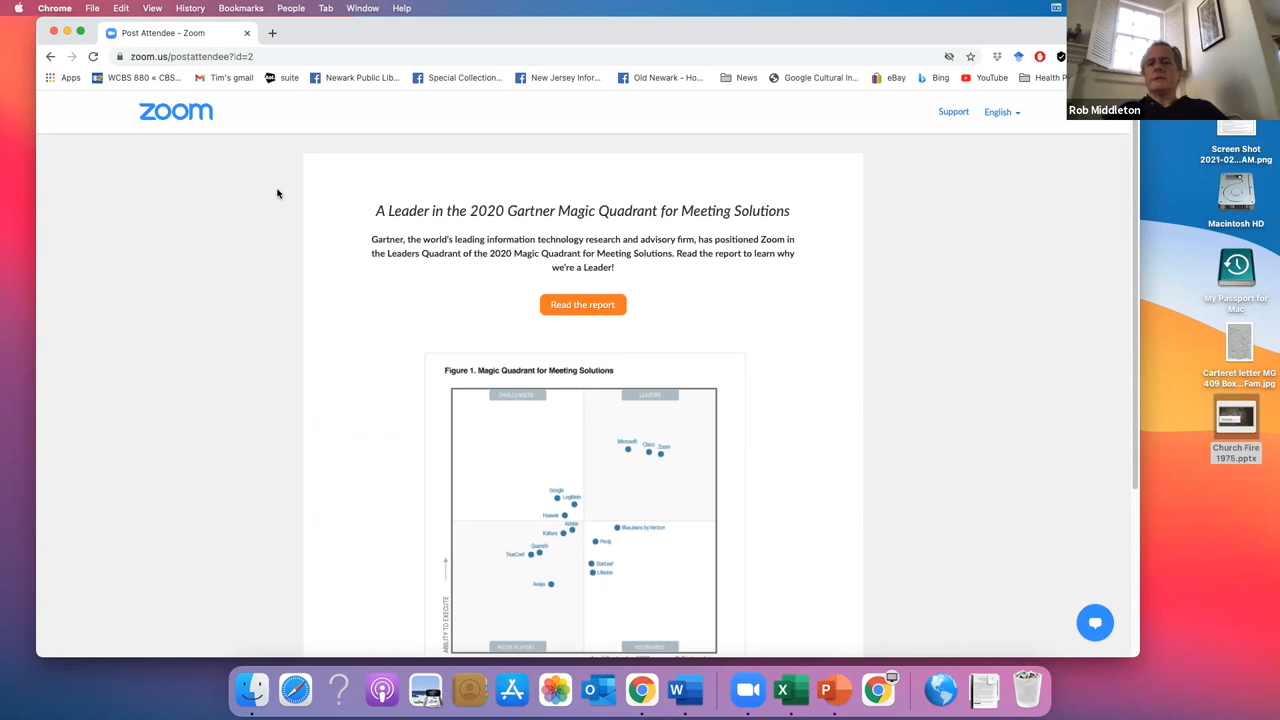 Chrome File Edit View History Bookmarks People Tab Window Help
Post Attendee - Zoom
zoom.us/postattendee?id=2
Apps WCBS 880 « CBS... Tim's gmail suite Newark Public Lib... Social Common... New Jersey Infor... Old Newark - Ho... News Google Cultural In... eBay Bing YouTube Health P
Rob Middleton
zoom
Support English
A Leader in the 2020 Gartner Magic Quadrant for Meeting Solutions
Gartner, the world's leading information technology research and advisory firm, has positioned Zoom in
the Leaders Quadrant of the 2020 Magic Quadrant for Meeting Solutions. Read the report to learn why
we're a Leader!
Read the report
Figure 1. Magic Quadrant for Meeting Solutions
CHALLENGERS LEADERS
Microsoft Cisco Zoom
Google
LogMeIn
Huawei
Adobe
Kaltura
BlueJeans by Verizon
Pexip
Quanshi
TrueConf
StarLeaf
Lifesize
Avaya
ABILITY TO EXECUTE
NICHE PLAYERS VISIONARIES
Screen Shot
2021-02...AM.png
Macintosh HD
My Passport for
Mac
Carteret letter MG
409 Box...Fam.jpg
Church Fire
1975.pptx